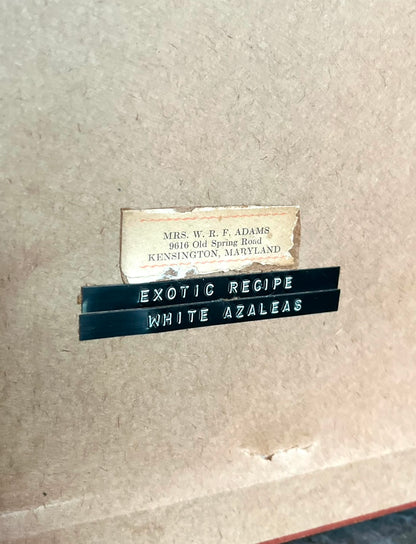 MRS. W. R. F. ADAMS
9616 Old Spring Road
KENSINGTON, MARYLAND
EXOTIC RECIPE
WHITE AZALEAS